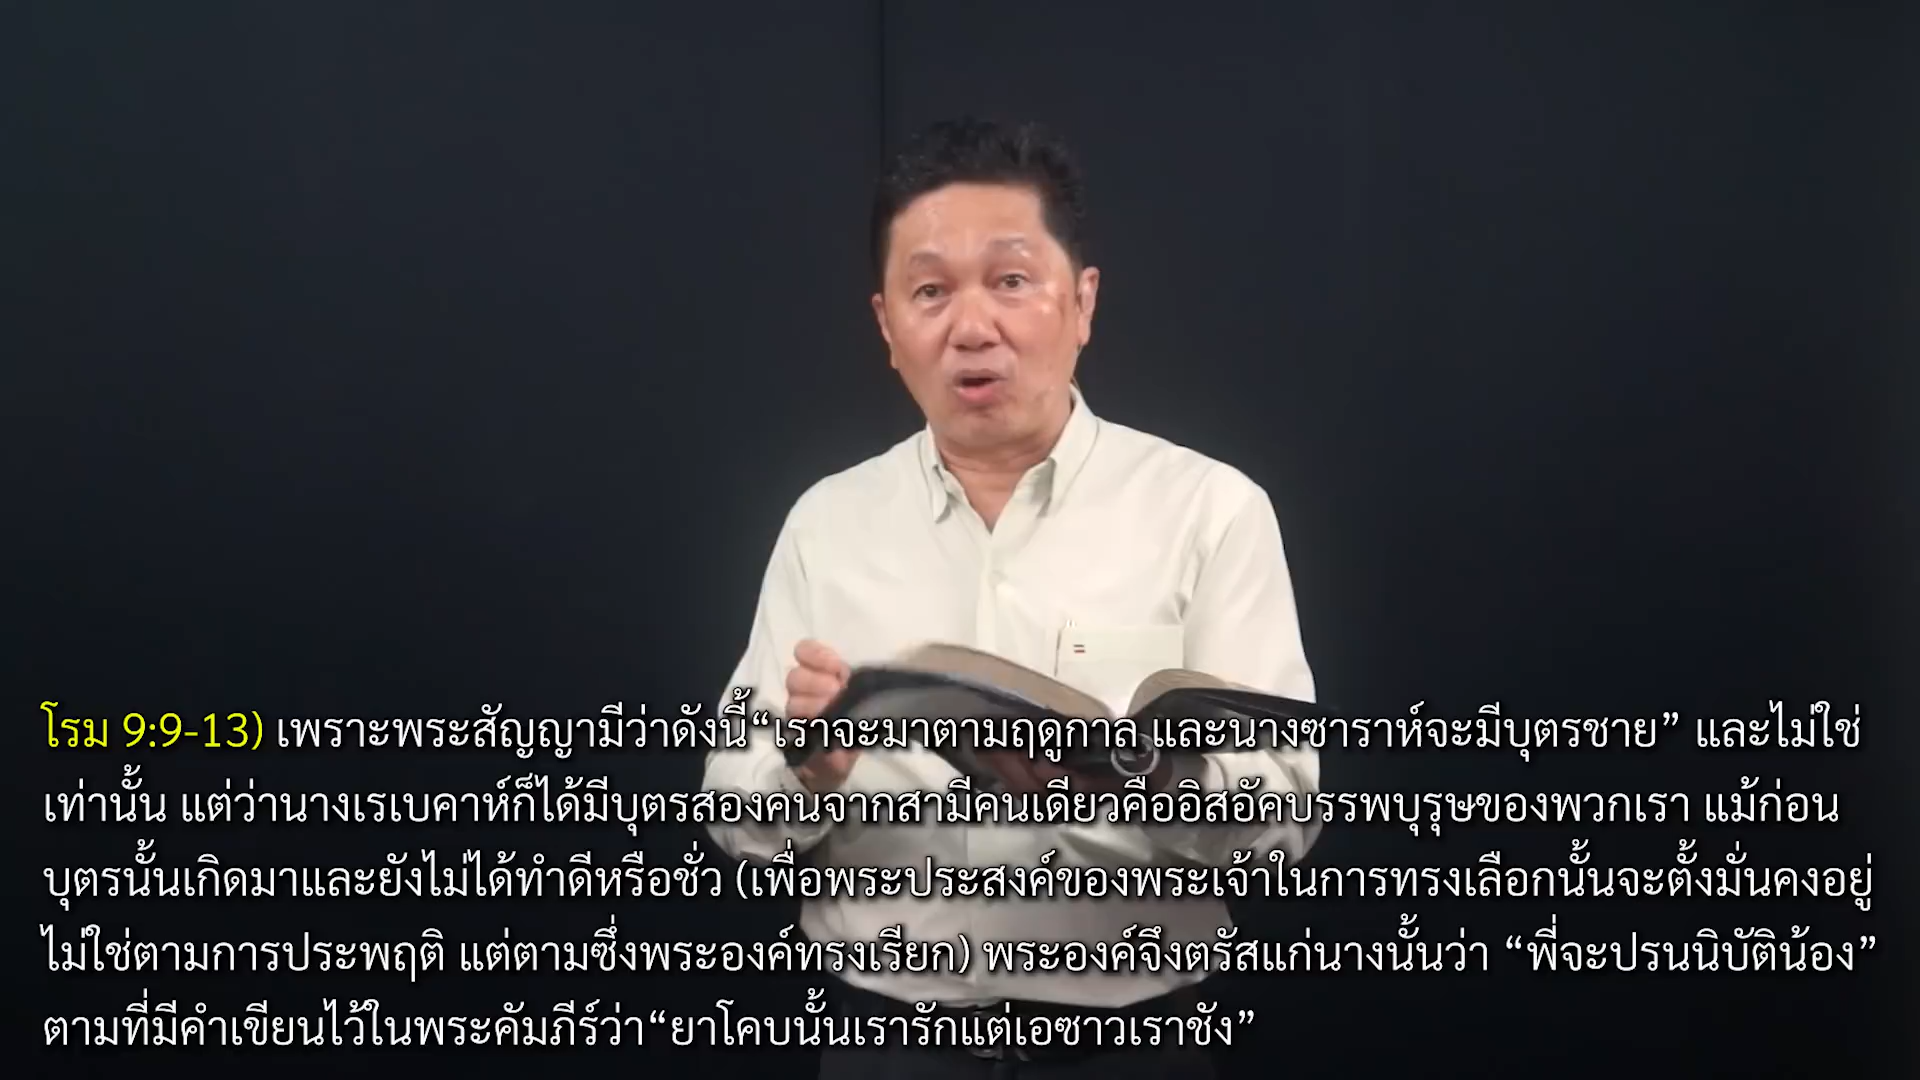 โรม 9:9-13) เพราะพระสัญญามีว่าดังนี้“เราจะมาตามฤดูกาล และนางซาราห์จะมีบุตรชาย” และไม่ใช่
เท่านั้น แต่ว่านางเรเบคาห์ก็ได้มีบุตรสองคนจากสามีคนเดียวคืออิสอัคบรรพบุรุษของพวกเรา แม้ก่อน
บุตรนั้นเกิดมาและยังไม่ได้ทำดีหรือชั่ว (เพื่อพระประสงค์ของพระเจ้าในการทรงเลือกนั้นจะตั้งมั่นคงอยู่
ไม่ใช่ตามการประพฤติ แต่ตามซึ่งพระองค์ทรงเรียก) พระองค์จึงตรัสแก่นางนั้นว่า “พี่จะปรนนิบัติน้อง”
ตามที่มีคำเขียนไว้ในพระคัมภีร์ว่า“ยาโคบนั้นเรารักแต่เอซาวเราชัง”